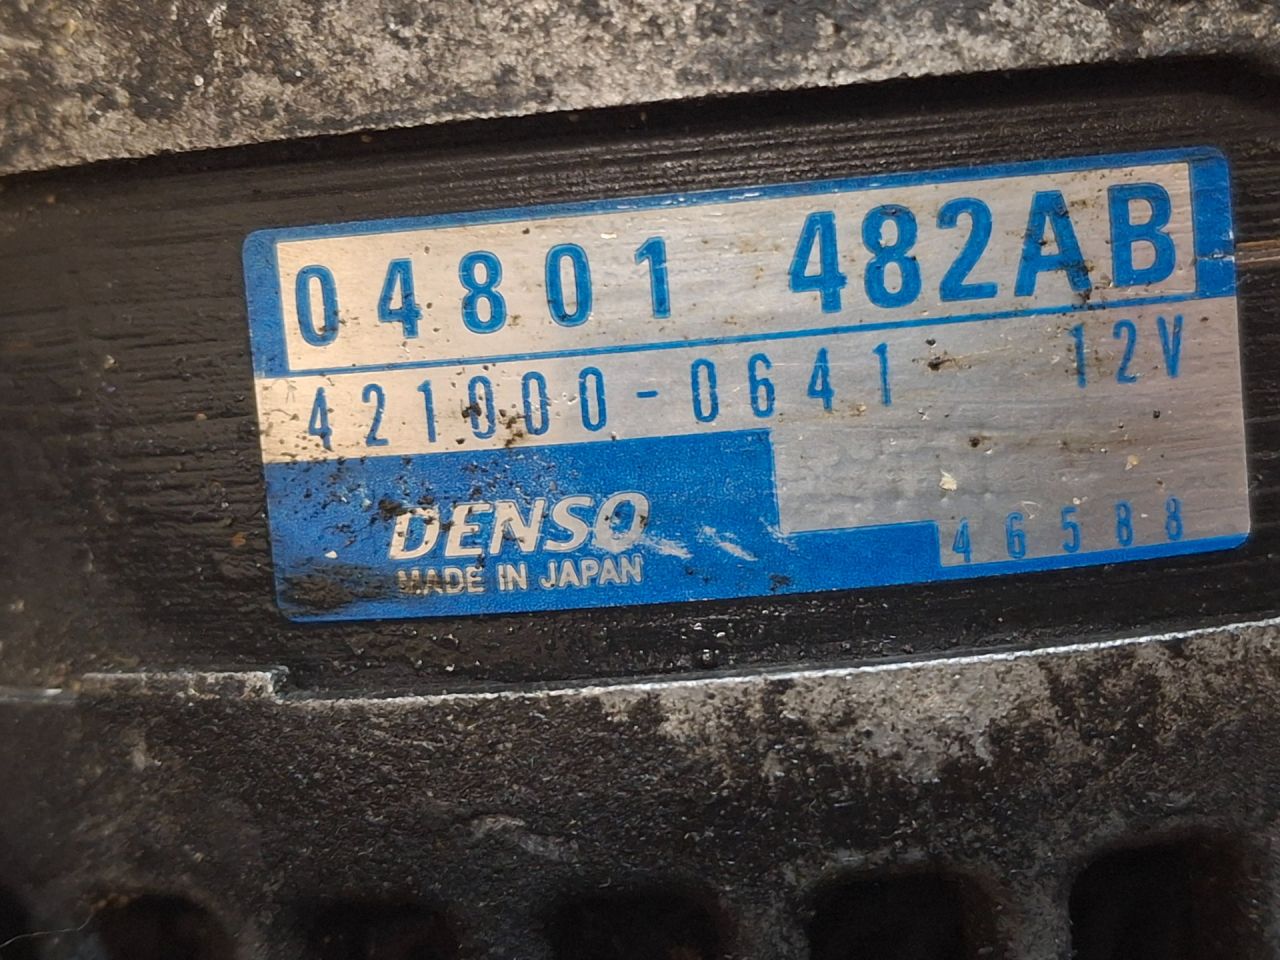 04801 482AB
421000-0641 12V
DENSO
MADE IN JAPAN
46588